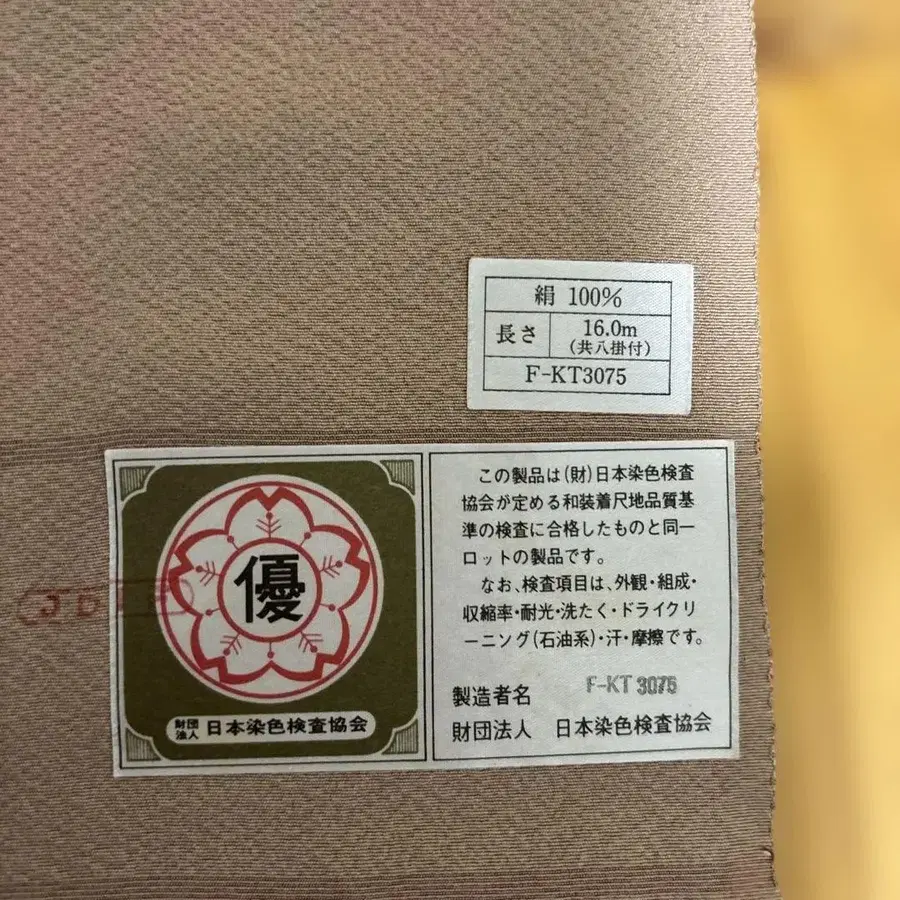 絹 100%
長さ 16.0m
(共八掛付)
F-KT3075
優
財団法人 日本染色検査協会
この製品は(財)日本染色検査
協会が定める和装着尺地品質基
準の検査に合格したものと同一
ロットの製品です。
なお、検査項目は、外観・組成・
収縮率・耐光・洗たく・ドライクリ
ーニング(石油系)・汗・摩擦です。
製造者名 F-KT 3075
財団法人 日本染色検査協会